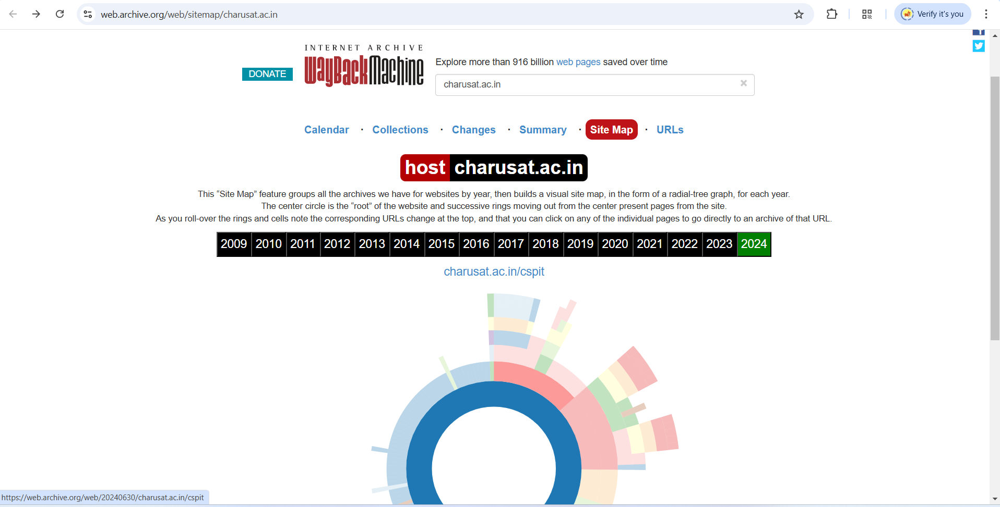 web.archive.org/web/sitemap/charusat.ac.in
Verify it's you
INTERNET ARCHIVE
DONATE
WayBackMachine
Explore more than 916 billion web pages saved over time
charusat.ac.in
Calendar · Collections · Changes · Summary · Site Map · URLs
host charusat.ac.in
This “Site Map” feature groups all the archives we have for websites by year, then builds a visual site map, in the form of a radial-tree graph, for each year.
The center circle is the “root” of the website and successive rings moving out from the center present pages from the site.
As you roll-over the rings and cells note the corresponding URLs change at the top, and that you can click on any of the individual pages to go directly to an archive of that URL.
2009 2010 2011 2012 2013 2014 2015 2016 2017 2018 2019 2020 2021 2022 2023 2024
charusat.ac.in/cspit
https://web.archive.org/web/20240630/charusat.ac.in/cspit